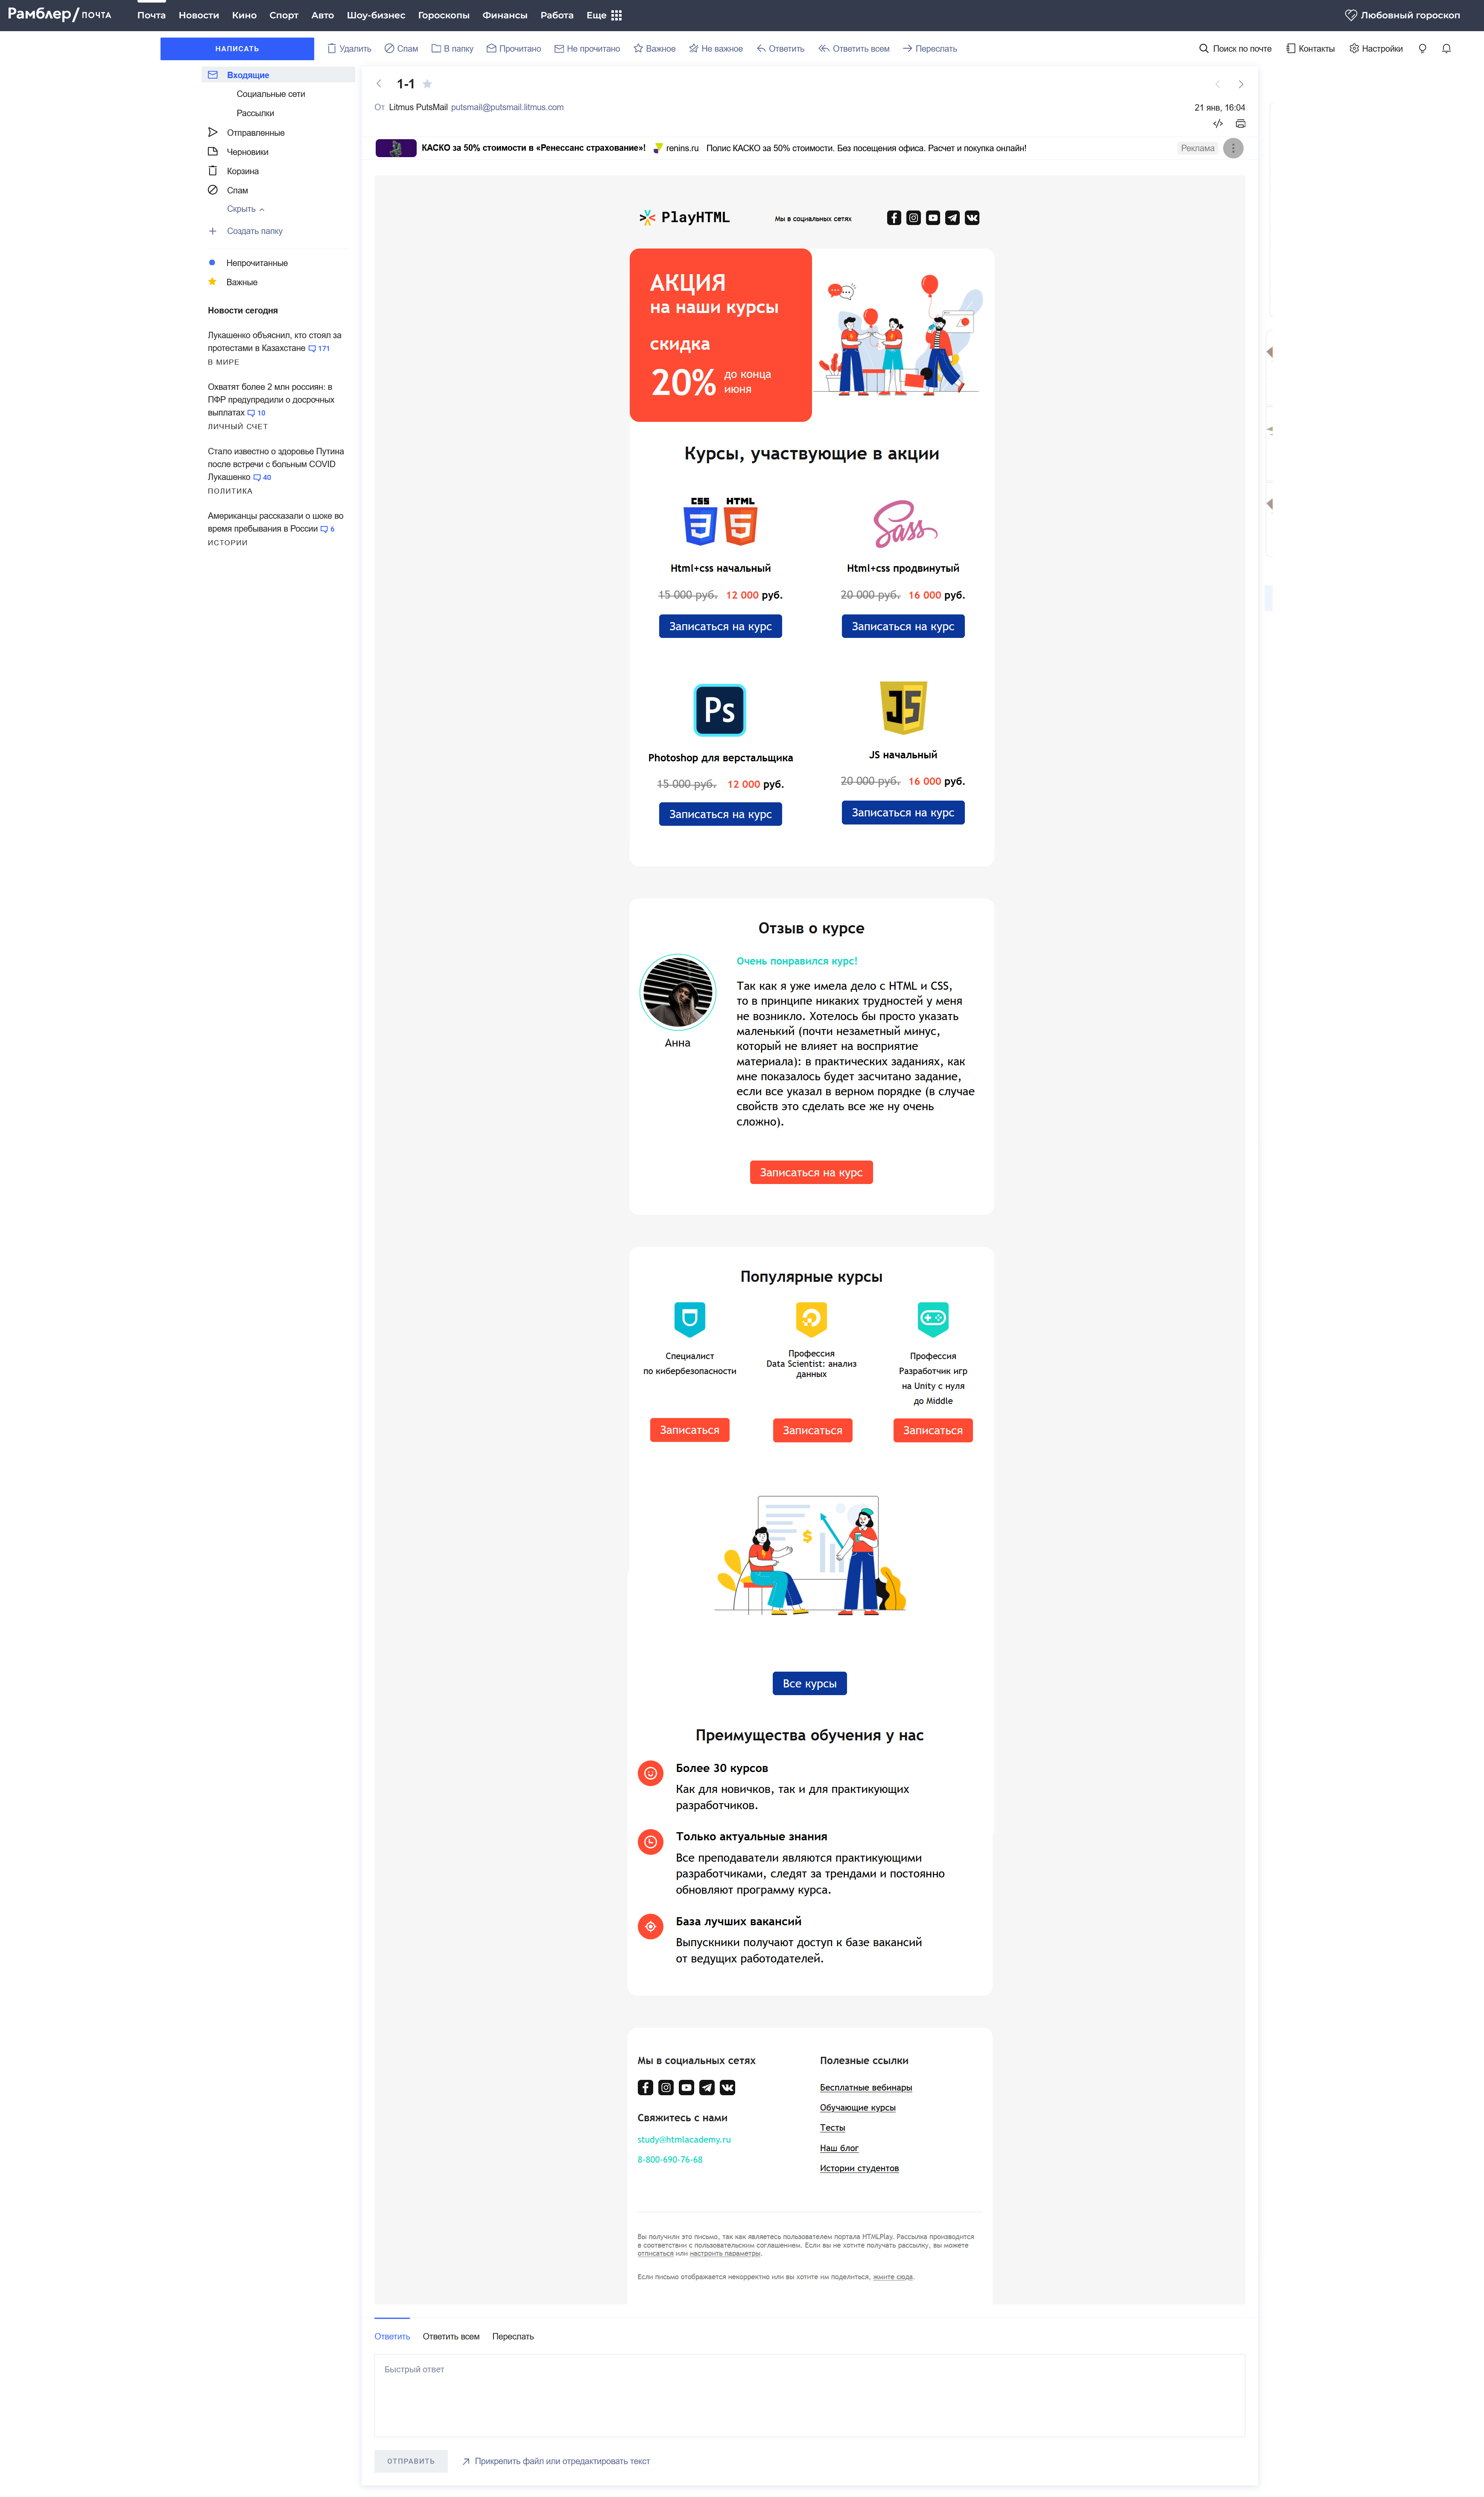 Рамблер/ПОЧТА Почта Новости Кино Спорт Авто Шоу-бизнес Гороскопы Финансы Работа Еще Любовный гороскоп
НАПИСАТЬ Удалить Спам В папку Прочитано Не прочитано Важное Не важное Ответить Ответить всем Переслать Поиск по почте Контакты Настройки
Входящие
Социальные сети
Рассылки
Отправленные
Черновики
Корзина
Спам
Скрыть
Создать папку
Непрочитанные
Важные
Новости сегодня
Лукашенко объяснил, кто стоял за
протестами в Казахстане 171
В МИРЕ
Охватят более 2 млн россиян: в
ПФР предупредили о досрочных
выплатах 10
ЛИЧНЫЙ СЧЕТ
Стало известно о здоровье Путина
после встречи с больным COVID
Лукашенко 40
ПОЛИТИКА
Американцы рассказали о шоке во
время пребывания в России 6
ИСТОРИИ
1-1
От Litmus PutsMail putsmail@putsmail.litmus.com 21 янв, 16:04
КАСКО за 50% стоимости в «Ренессанс страхование»! renins.ru Полис КАСКО за 50% стоимости. Без посещения офиса. Расчет и покупка онлайн! Реклама
PlayHTML Мы в социальных сетях
АКЦИЯ
на наши курсы
скидка
20% до конца
июня
Курсы, участвующие в акции
CSS HTML
Sass
Html+css начальный Html+css продвинутый
15 000 руб. 12 000 руб. 20 000 руб. 16 000 руб.
Записаться на курс Записаться на курс
Ps JS
Photoshop для верстальщика JS начальный
15 000 руб. 12 000 руб. 20 000 руб. 16 000 руб.
Записаться на курс Записаться на курс
Отзыв о курсе
Очень понравился курс!
Так как я уже имела дело с HTML и CSS,
то в принципе никаких трудностей у меня
не возникло. Хотелось бы просто указать
маленький (почти незаметный минус,
который не влияет на восприятие
материала): в практических заданиях, как
мне показалось будет засчитано задание,
если все указал в верном порядке (в случае
свойств это сделать все же ну очень
сложно).
Анна
Записаться на курс
Популярные курсы
Специалист
по кибербезопасности
Профессия
Data Scientist: анализ
данных
Профессия
Разработчик игр
на Unity с нуля
до Middle
Записаться Записаться Записаться
$
Все курсы
Преимущества обучения у нас
Более 30 курсов
Как для новичков, так и для практикующих
разработчиков.
Только актуальные знания
Все преподаватели являются практикующими
разработчиками, следят за трендами и постоянно
обновляют программу курса.
База лучших вакансий
Выпускники получают доступ к базе вакансий
от ведущих работодателей.
Мы в социальных сетях
Свяжитесь с нами
study@htmlacademy.ru
8-800-690-76-68
Полезные ссылки
Бесплатные вебинары
Обучающие курсы
Тесты
Наш блог
Истории студентов
Вы получили это письмо, так как являетесь пользователем портала HTMLPlay. Рассылка производится
в соответствии с пользовательским соглашением. Если вы не хотите получать рассылку, вы можете
отписаться или настроить параметры.
Если письмо отображается некорректно или вы хотите им поделиться, жмите сюда.
Ответить Ответить всем Переслать
Быстрый ответ
ОТПРАВИТЬ Прикрепить файл или отредактировать текст